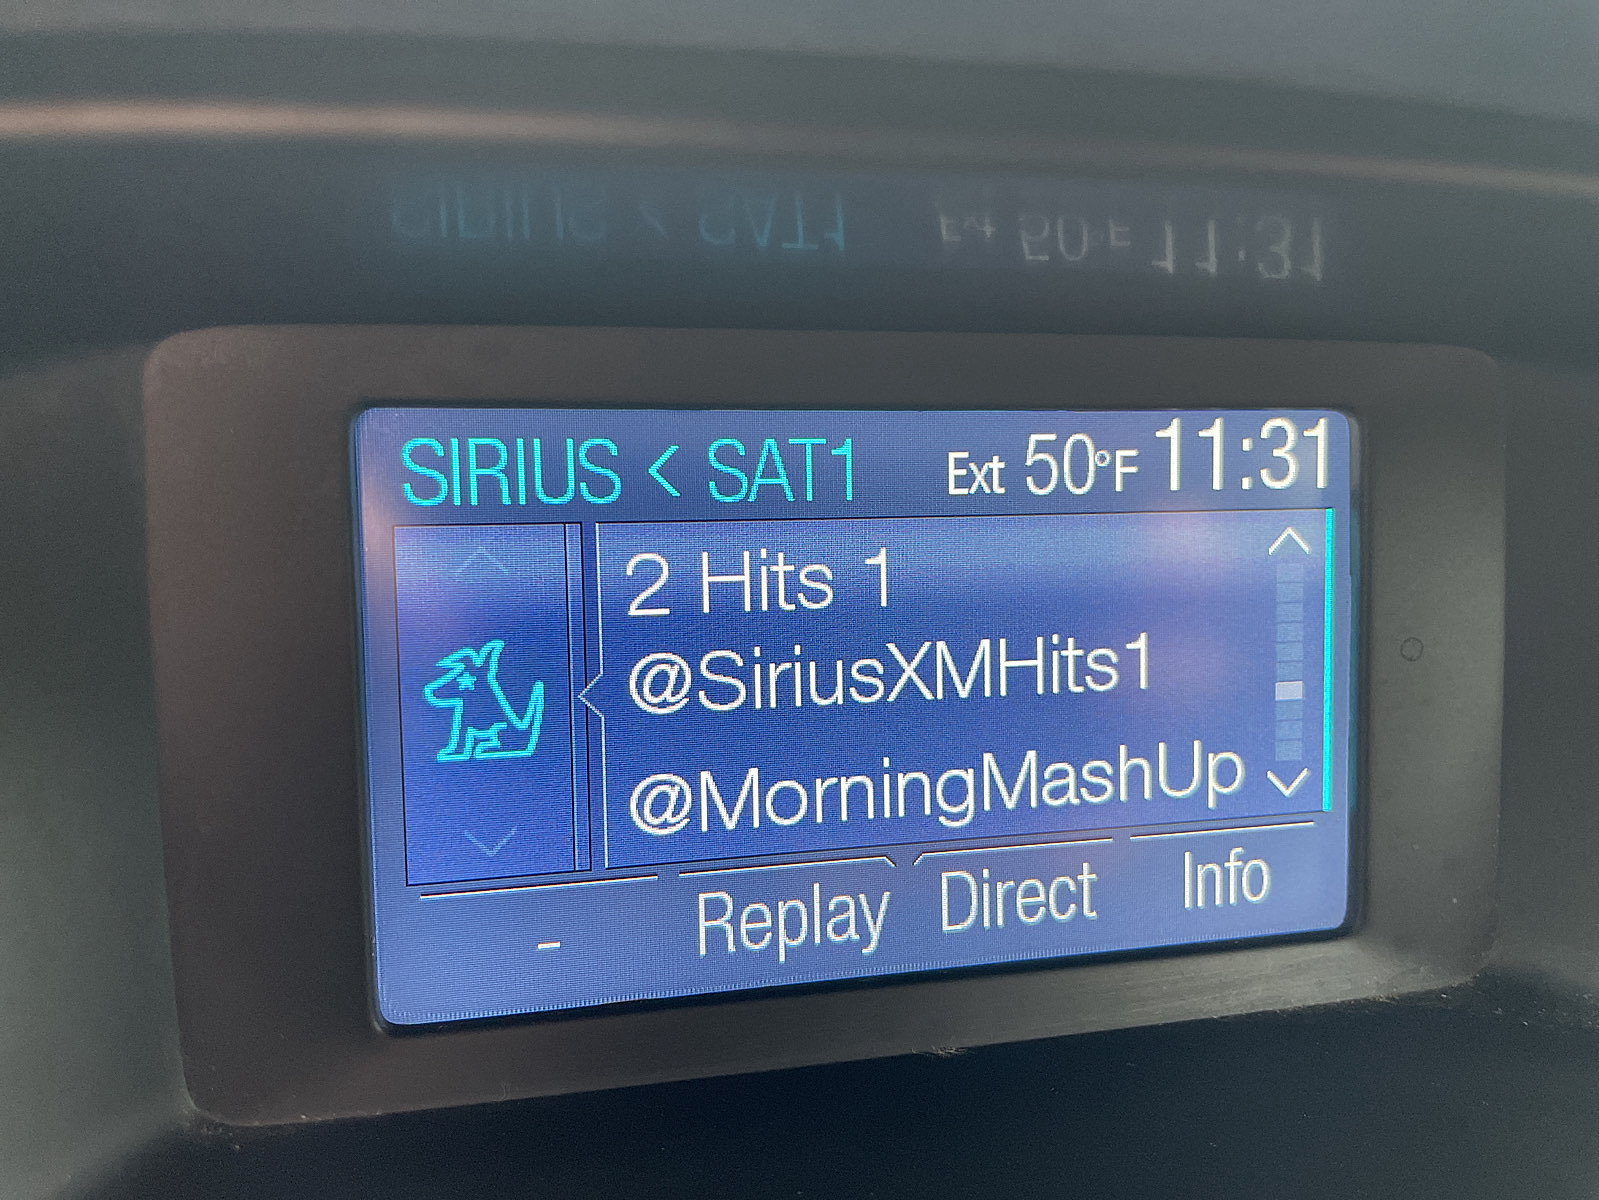 SIRIUS < SAT1 Ext 50°F 11:31
2 Hits 1
@SiriusXMHits1
@MorningMashUp
- Replay Direct Info